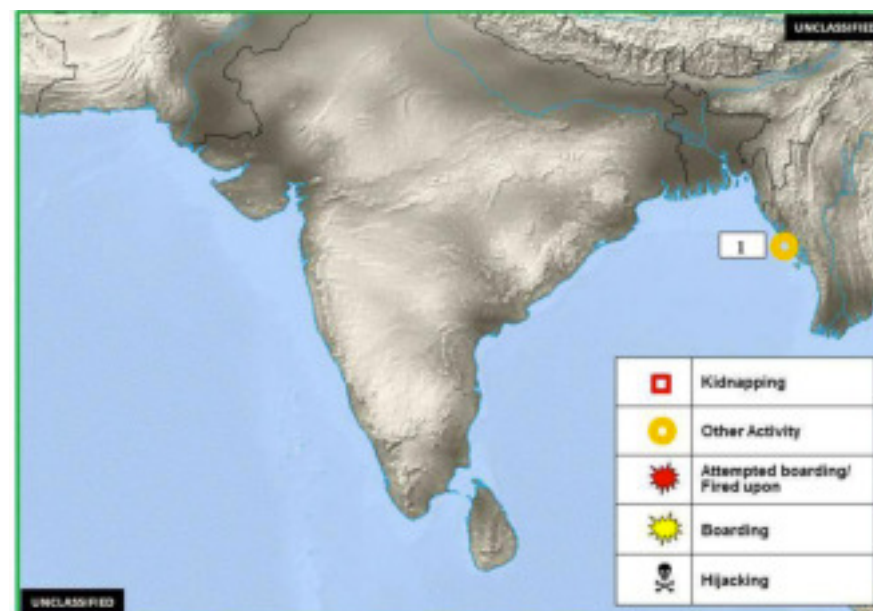 UNCLASSIFIED
1
Kidnapping
Other Activity
Attempted boarding/
Fired upon
Boarding
Hijacking
UNCLASSIFIED